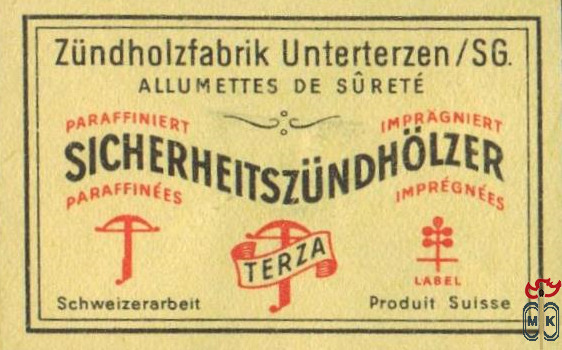 Zündholzfabrik Unterterzen/SG.
ALLUMETTES DE SÛRETÉ
PARAFFINIERT IMPRÄGNIERT
SICHERHEITSZÜNDHÖLZER
PARAFFINÉES IMPRÉGNÉES
TERZA
LABEL
Schweizerarbeit Produit Suisse
M K